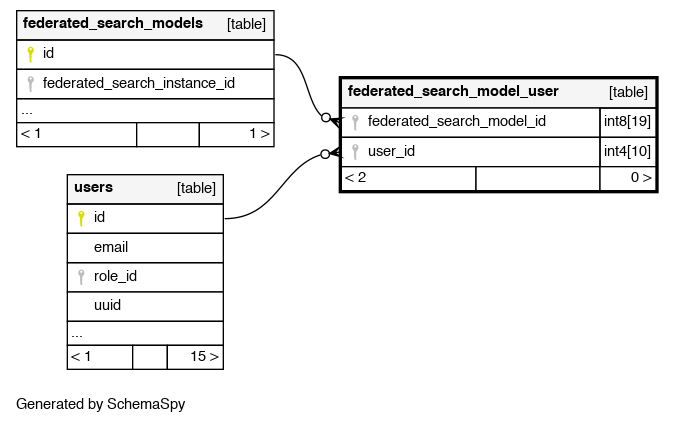 federated_search_models [table]
id
federated_search_instance_id
...
< 1 1 >
federated_search_model_user [table]
federated_search_model_id int8[19]
user_id int4[10]
< 2 0 >
users [table]
id
email
role_id
uuid
...
< 1 15 >
Generated by SchemaSpy